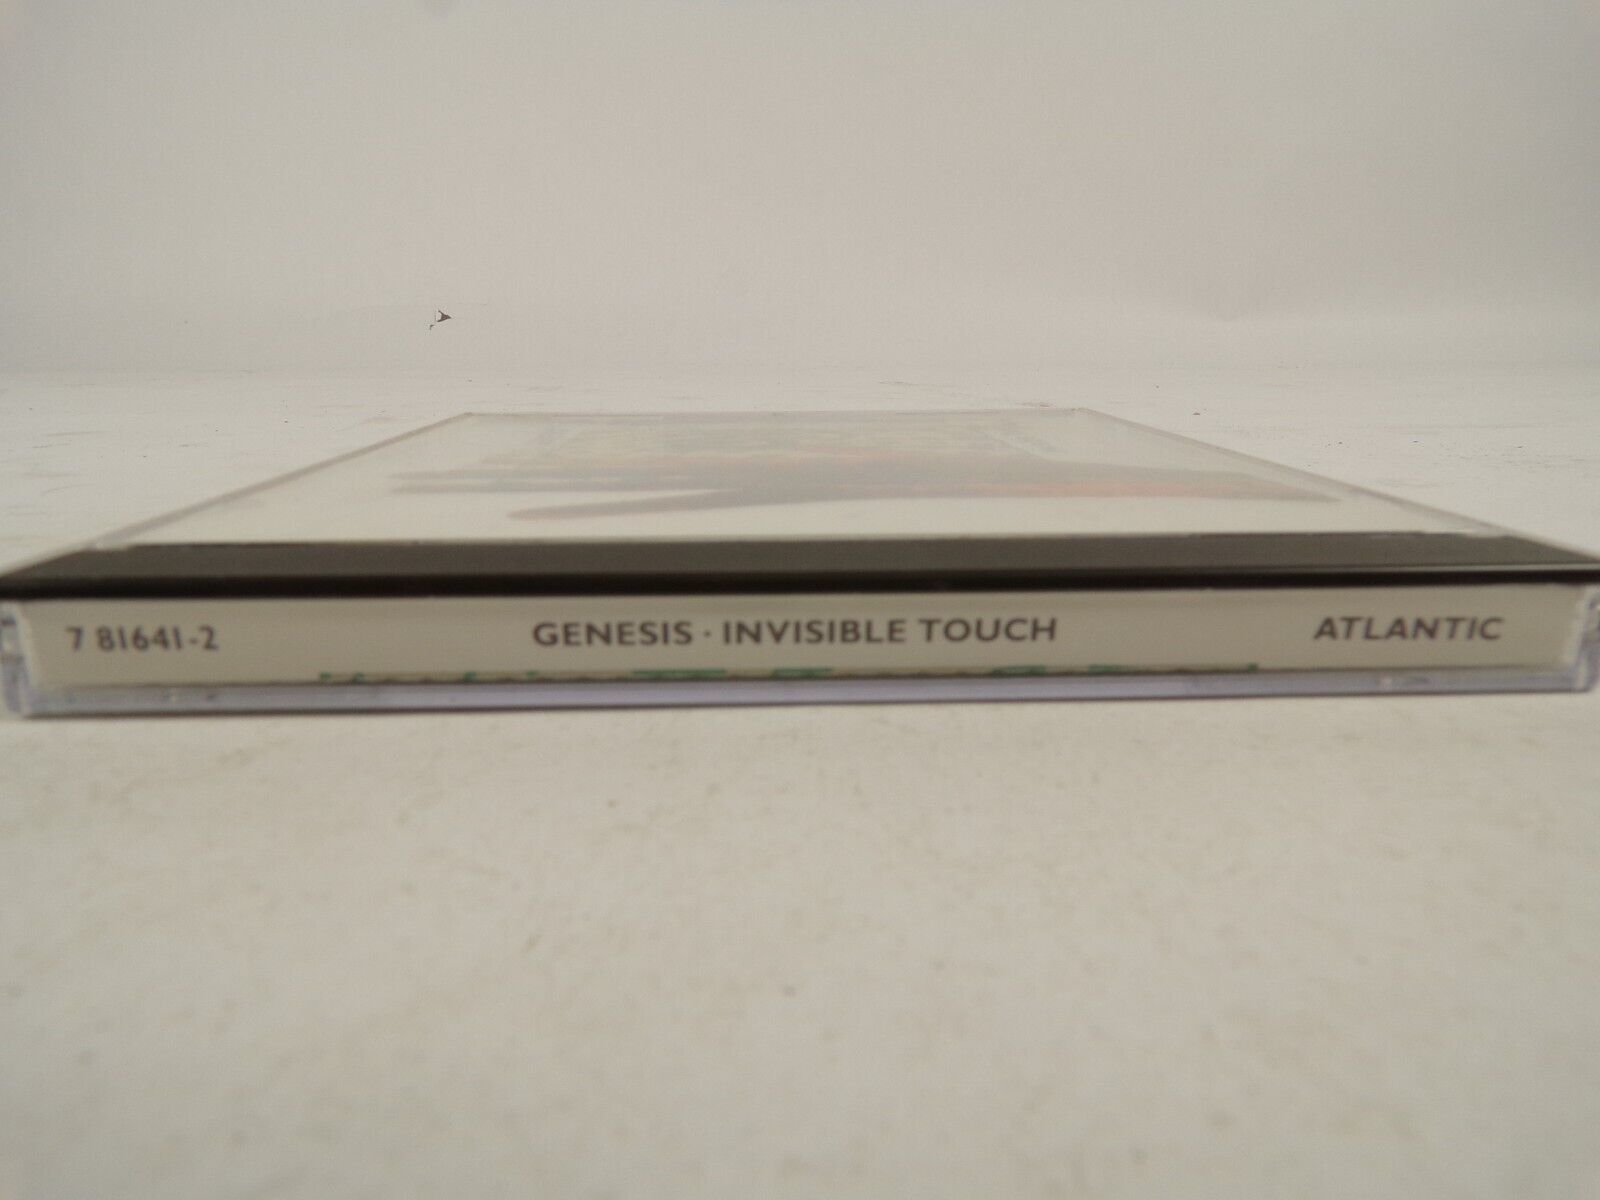 7 81641-2 GENESIS · INVISIBLE TOUCH ATLANTIC